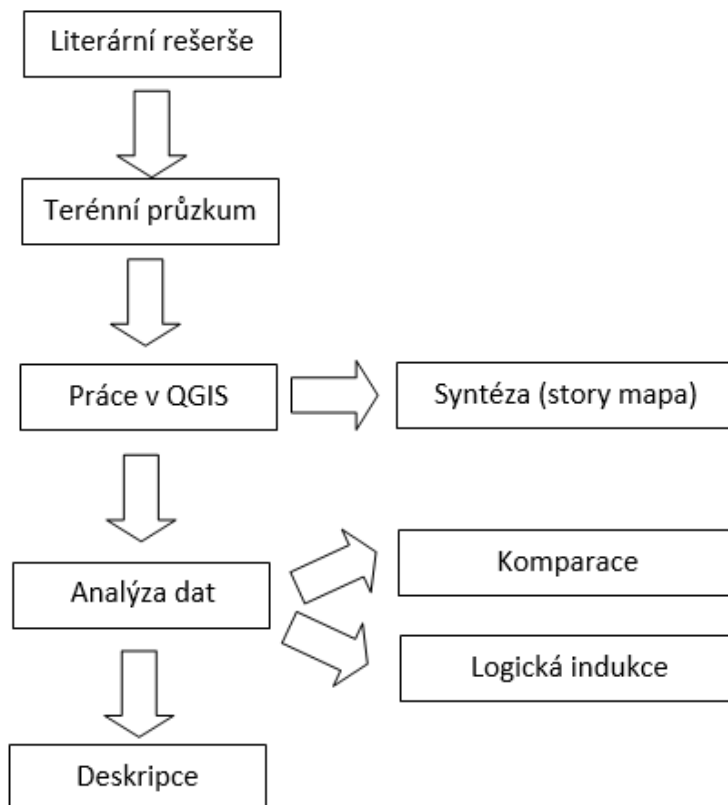 Literární rešerše
Terénní průzkum
Práce v QGIS
Syntéza (story mapa)
Analýza dat
Komparace
Logická indukce
Deskripce